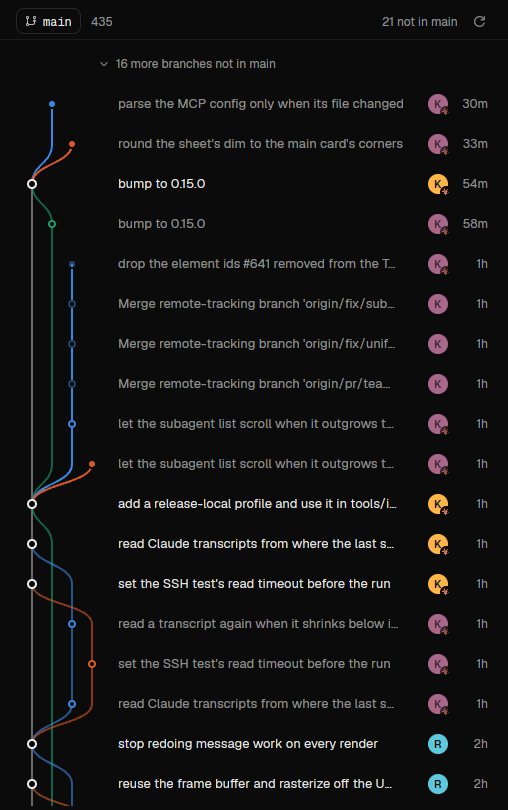 main 435 21 not in main
16 more branches not in main
parse the MCP config only when its file changed K 30m
round the sheet's dim to the main card's corners K 33m
bump to 0.15.0 K 54m
bump to 0.15.0 K 58m
drop the element ids #641 removed from the T... K 1h
Merge remote-tracking branch 'origin/fix/sub... K 1h
Merge remote-tracking branch 'origin/fix/unif... K 1h
Merge remote-tracking branch 'origin/pr/tea... K 1h
let the subagent list scroll when it outgrows t... K 1h
let the subagent list scroll when it outgrows t... K 1h
add a release-local profile and use it in tools/i... K 1h
read Claude transcripts from where the last s... K 1h
set the SSH test's read timeout before the run K 1h
read a transcript again when it shrinks below i... K 1h
set the SSH test's read timeout before the run K 1h
read Claude transcripts from where the last s... K 1h
stop redoing message work on every render R 2h
reuse the frame buffer and rasterize off the U... R 2h